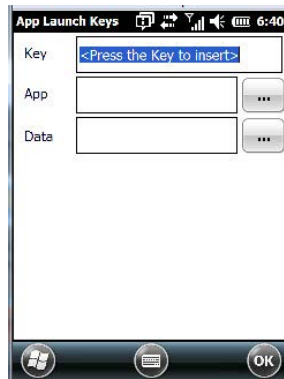 App Launch Keys 6:40
Key <Press the Key to insert>
App ...
Data ...
OK